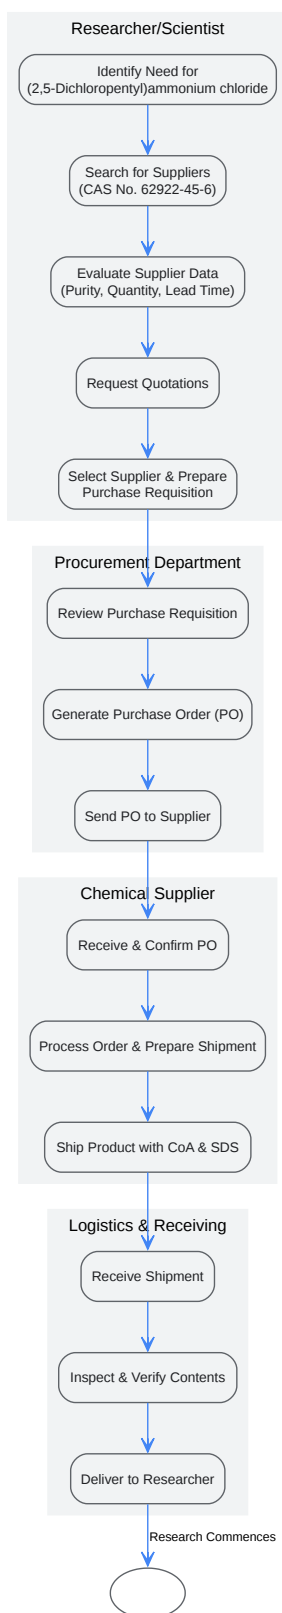 Researcher/Scientist
Identify Need for
(2,5-Dichloropentyl)ammonium chloride
Search for Suppliers
(CAS No. 62922-45-6)
Evaluate Supplier Data
(Purity, Quantity, Lead Time)
Request Quotations
Select Supplier & Prepare
Purchase Requisition
Procurement Department
Review Purchase Requisition
Generate Purchase Order (PO)
Send PO to Supplier
Chemical Supplier
Receive & Confirm PO
Process Order & Prepare Shipment
Ship Product with CoA & SDS
Logistics & Receiving
Receive Shipment
Inspect & Verify Contents
Deliver to Researcher
Research Commences